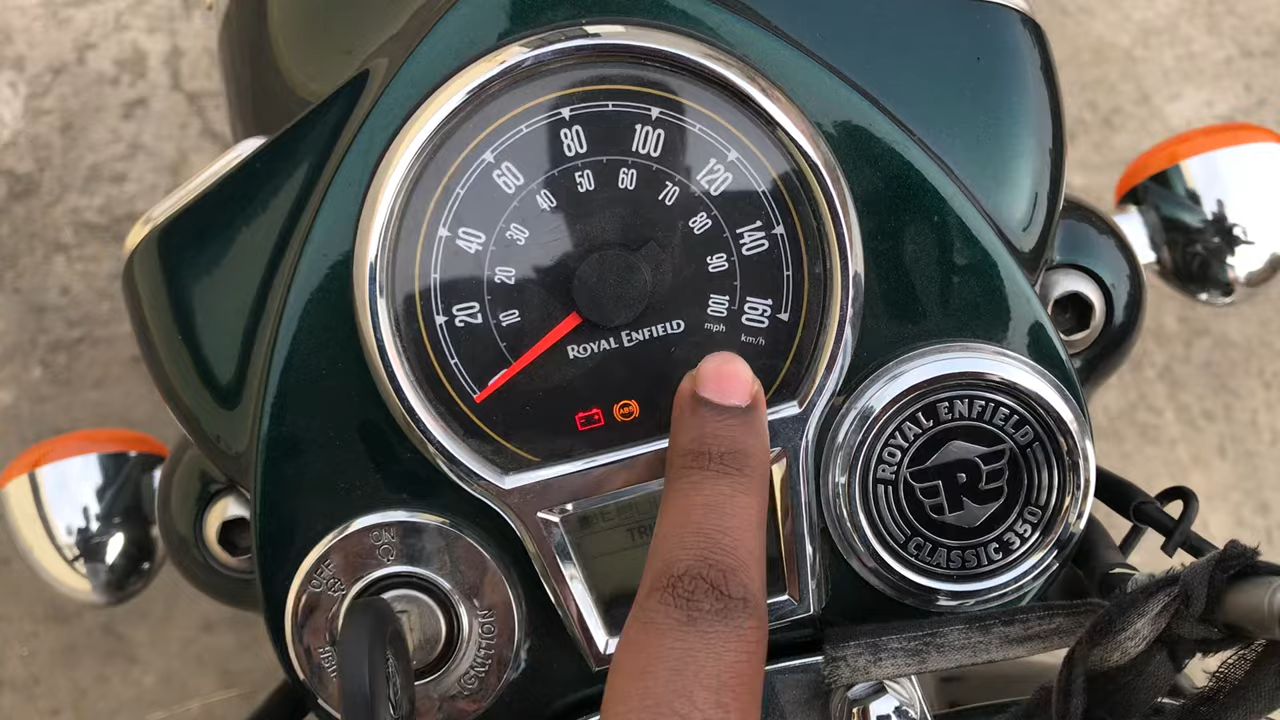 20
40
60
80
100
120
140
160
km/h
10
20
30
40
50
60
70
80
90
100
mph
ROYAL ENFIELD
ABS
ROYAL ENFIELD
R
CLASSIC 350
ON
OFF
IGNITION